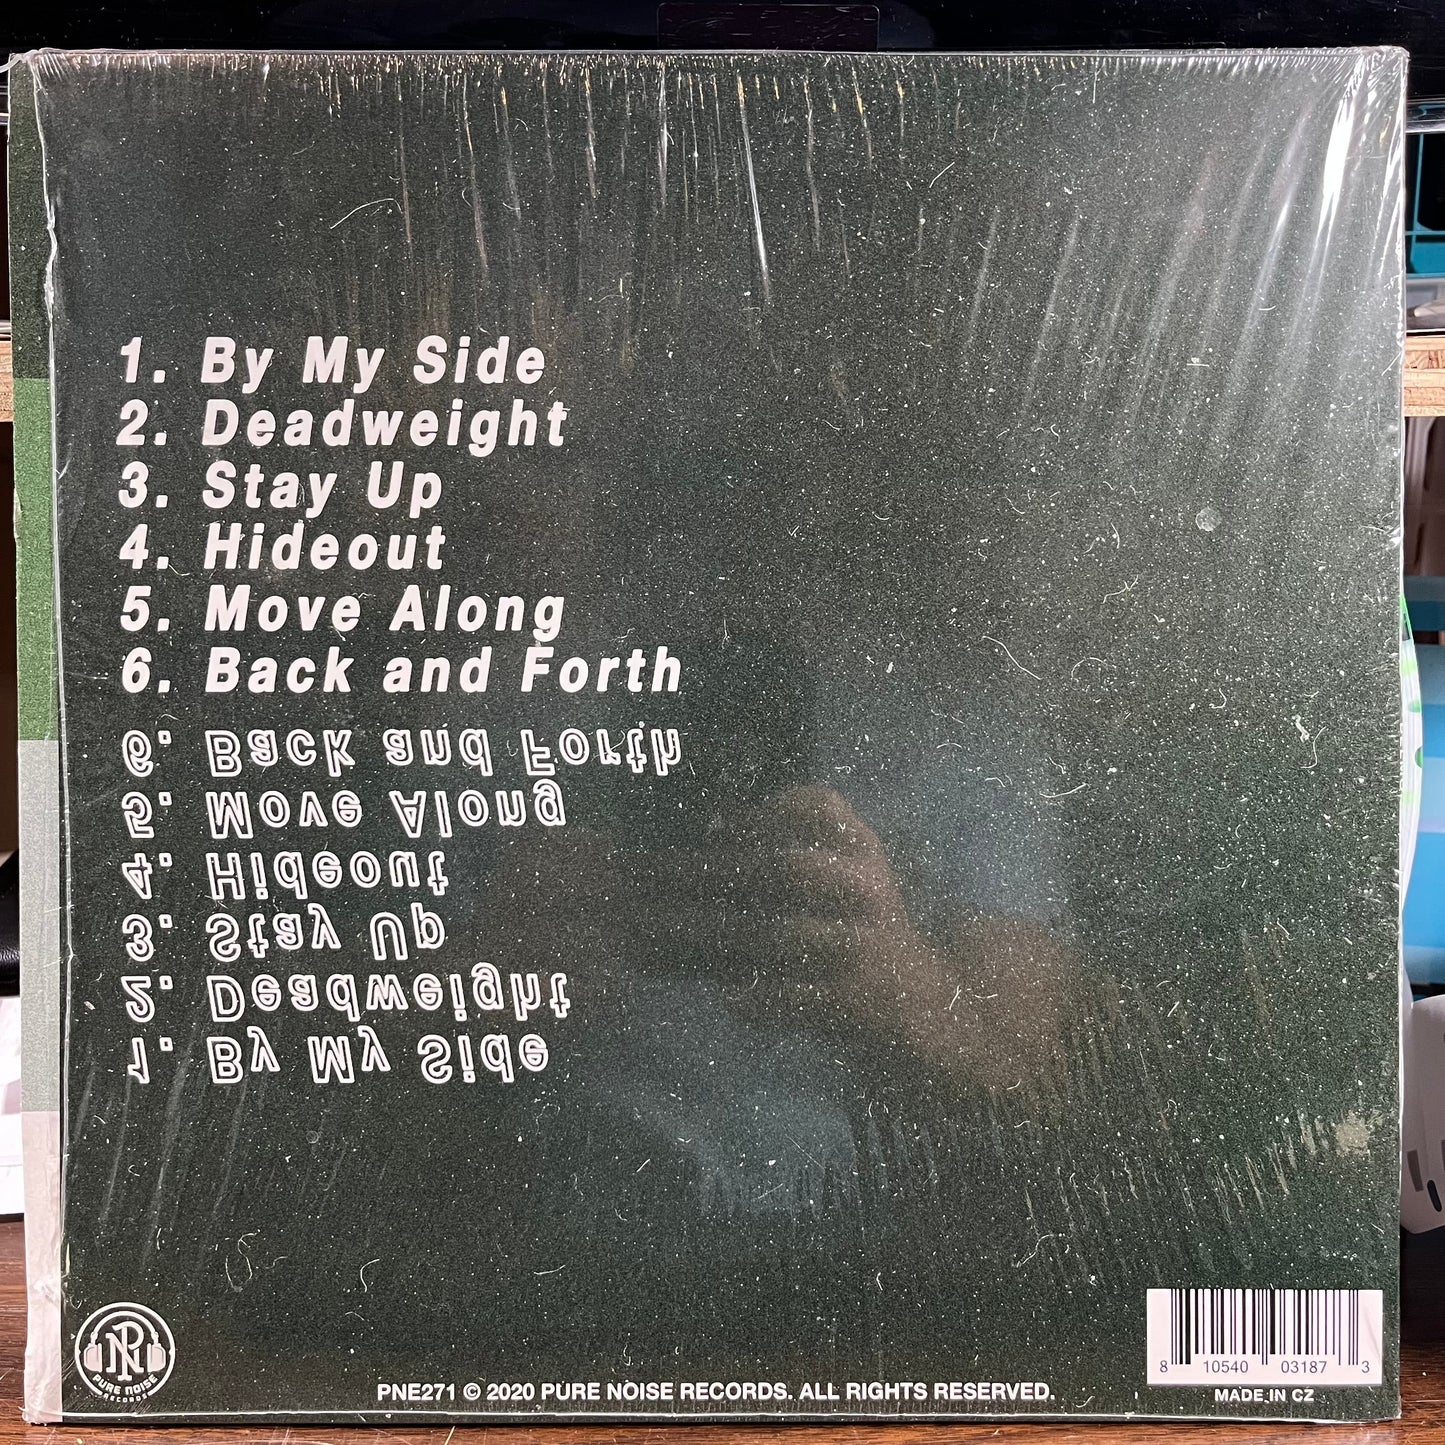 1. By My Side
2. Deadweight
3. Stay Up
4. Hideout
5. Move Along
6. Back and Forth
6. Back and Forth
5. Move Along
4. Hideout
3. Stay Up
2. Deadweight
1. By My Side
PN
PURE NOISE
RECORDS
PNE271 © 2020 PURE NOISE RECORDS. ALL RIGHTS RESERVED.
8 10540 03187 3
MADE IN CZ